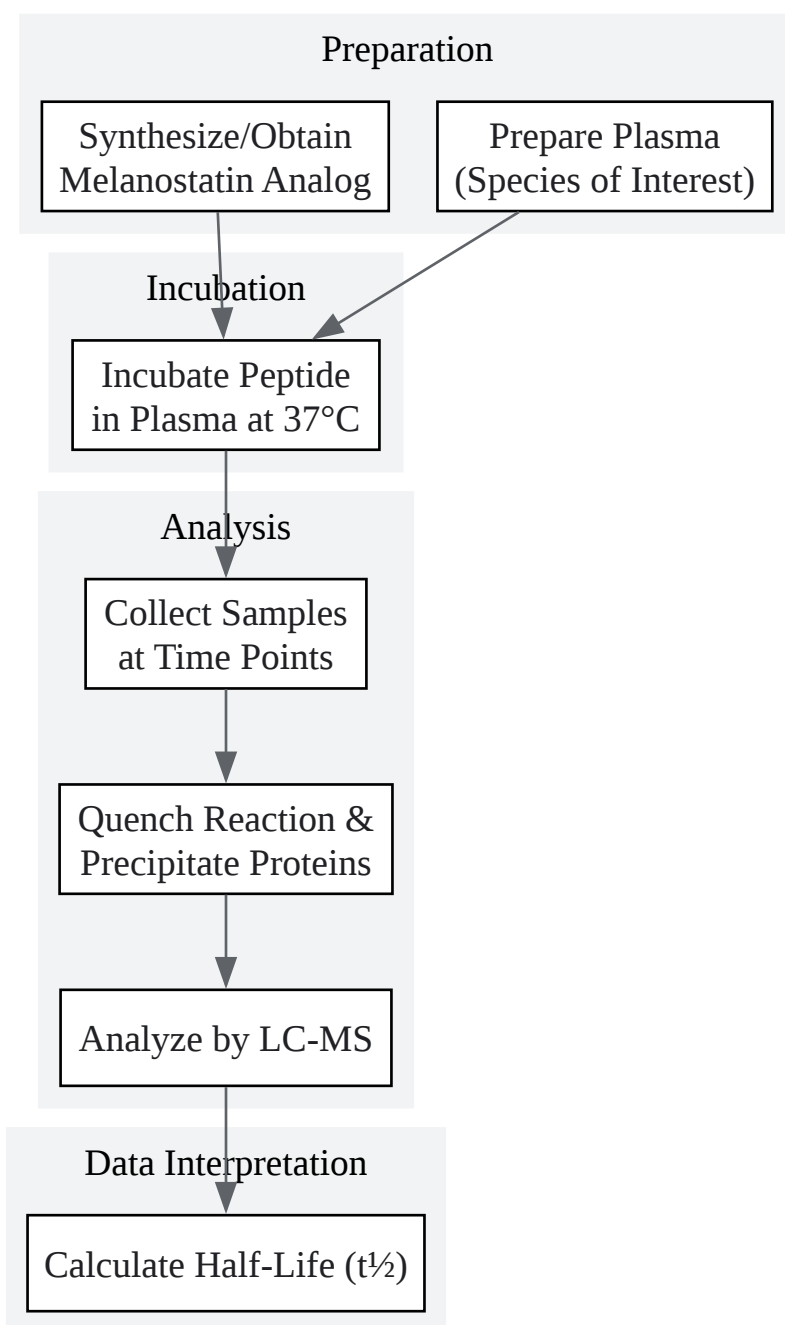 Preparation
Synthesize/Obtain
Melanostatin Analog
Prepare Plasma
(Species of Interest)
Incubation
Incubate Peptide
in Plasma at 37°C
Analysis
Collect Samples
at Time Points
Quench Reaction &
Precipitate Proteins
Analyze by LC-MS
Data Interpretation
Calculate Half-Life (t½)